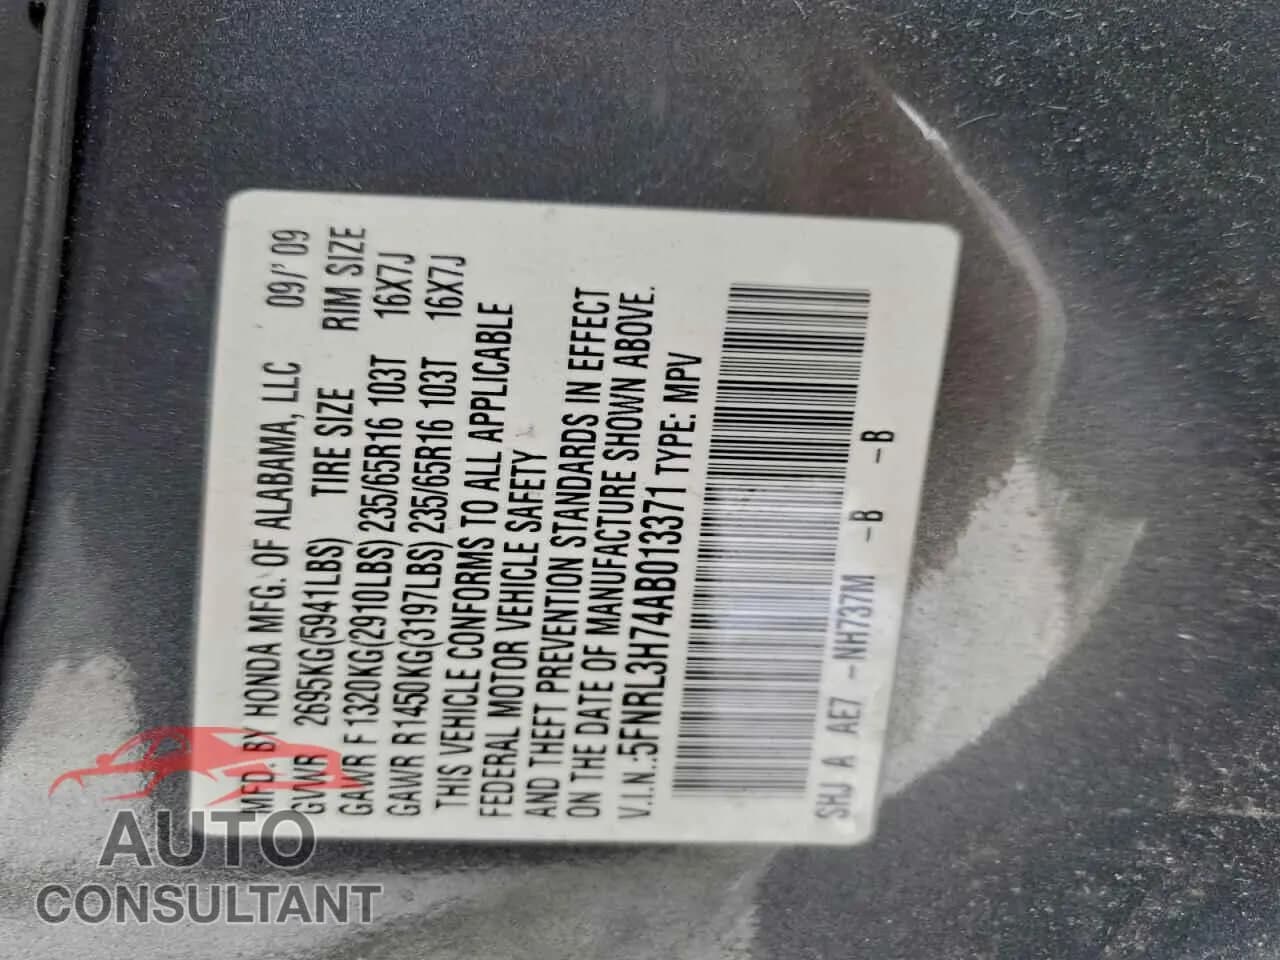 MFD. BY HONDA MFG. OF ALABAMA, LLC 09/'09
GVWR 2695KG(5941LBS) TIRE SIZE RIM SIZE
GAWR F 1320KG(2910LBS) 235/65R16 103T 16X7J
GAWR R1450KG(3197LBS) 235/65R16 103T 16X7J
THIS VEHICLE CONFORMS TO ALL APPLICABLE
FEDERAL MOTOR VEHICLE SAFETY
AND THEFT PREVENTION STANDARDS IN EFFECT
ON THE DATE OF MANUFACTURE SHOWN ABOVE.
V.I.N.:5FNRL3H74AB013371 TYPE: MPV
SHJ A AE7 -NH737M -B -B
AUTO
CONSULTANT